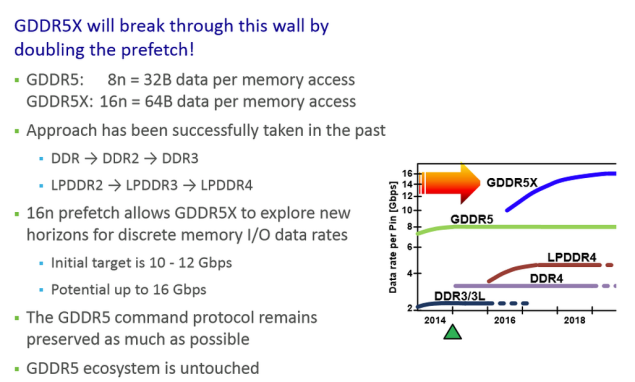 GDDR5X will break through this wall by
doubling the prefetch!
GDDR5: 8n = 32B data per memory access
GDDR5X: 16n = 64B data per memory access
Approach has been successfully taken in the past
DDR → DDR2 → DDR3
LPDDR2 → LPDDR3 → LPDDR4
16n prefetch allows GDDR5X to explore new
horizons for discrete memory I/O data rates
Initial target is 10 - 12 Gbps
Potential up to 16 Gbps
The GDDR5 command protocol remains
preserved as much as possible
GDDR5 ecosystem is untouched
Data rate per Pin [Gbps]
16
14
12
10
8
6
4
2
GDDR5X
GDDR5
LPDDR4
DDR4
DDR3/3L
2014 2016 2018